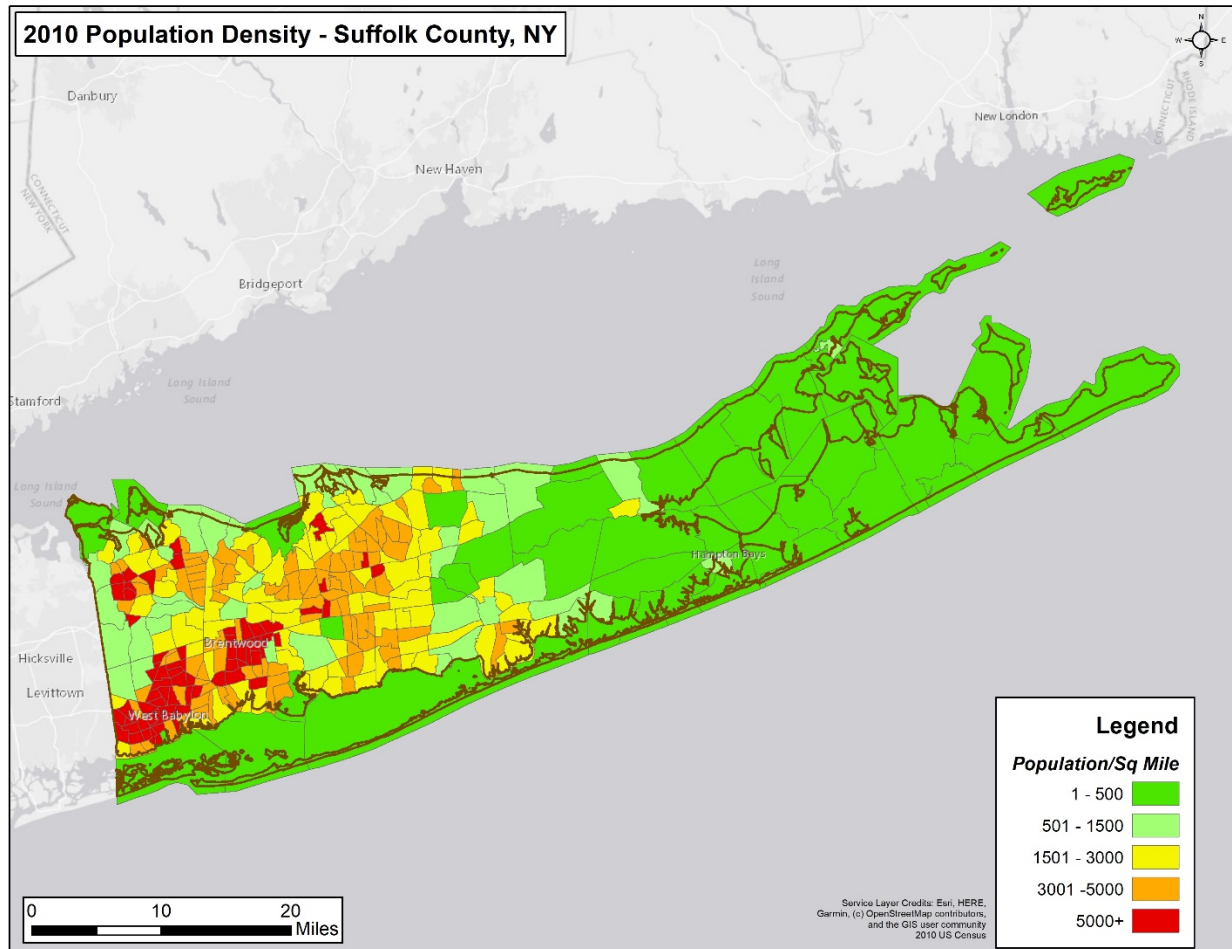 2010 Population Density - Suffolk County, NY
N
W
E
S
Danbury
New London
CONNECTICUT
RHODE ISLAND
New Haven
CONNECTICUT
NEW YORK
Long
Island
Sound
Bridgeport
Long Island
Sound
Stamford
Long Island
Sound
Hampton Bays
Hicksville
Brentwood
Levittown
West Babylon
Legend
Population/Sq Mile
1 - 500
501 - 1500
1501 - 3000
3001 -5000
5000+
0
10
20
Miles
Service Layer Credits: Esri, HERE,
Garmin, (c) OpenStreetMap contributors,
and the GIS user community
2010 US Census